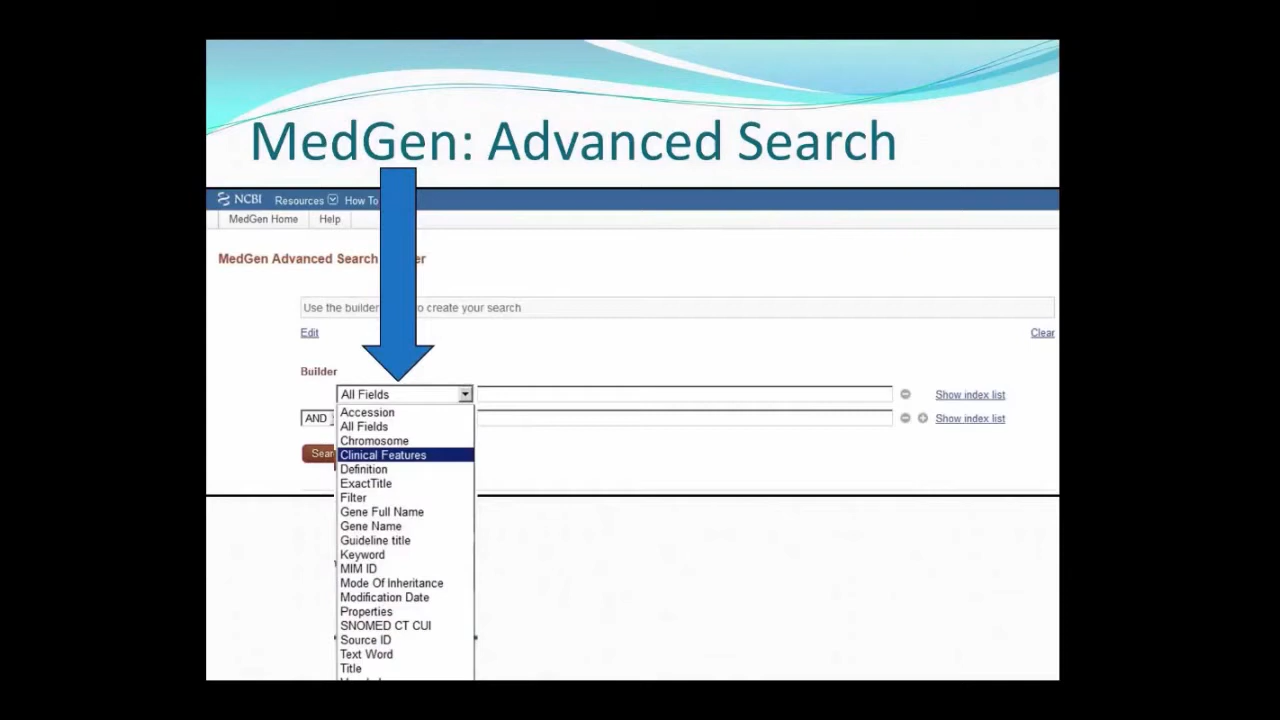 MedGen: Advanced Search
NCBI Resources How To
MedGen Home Help
MedGen Advanced Search
Use the builder to create your search
Edit Clear
Builder
All Fields Show index list
AND Show index list
Accession
All Fields
Chromosome
Clinical Features
Definition
ExactTitle
Filter
Gene Full Name
Gene Name
Guideline title
Keyword
MIM ID
Mode Of Inheritance
Modification Date
Properties
SNOMED CT CUI
Source ID
Text Word
Title